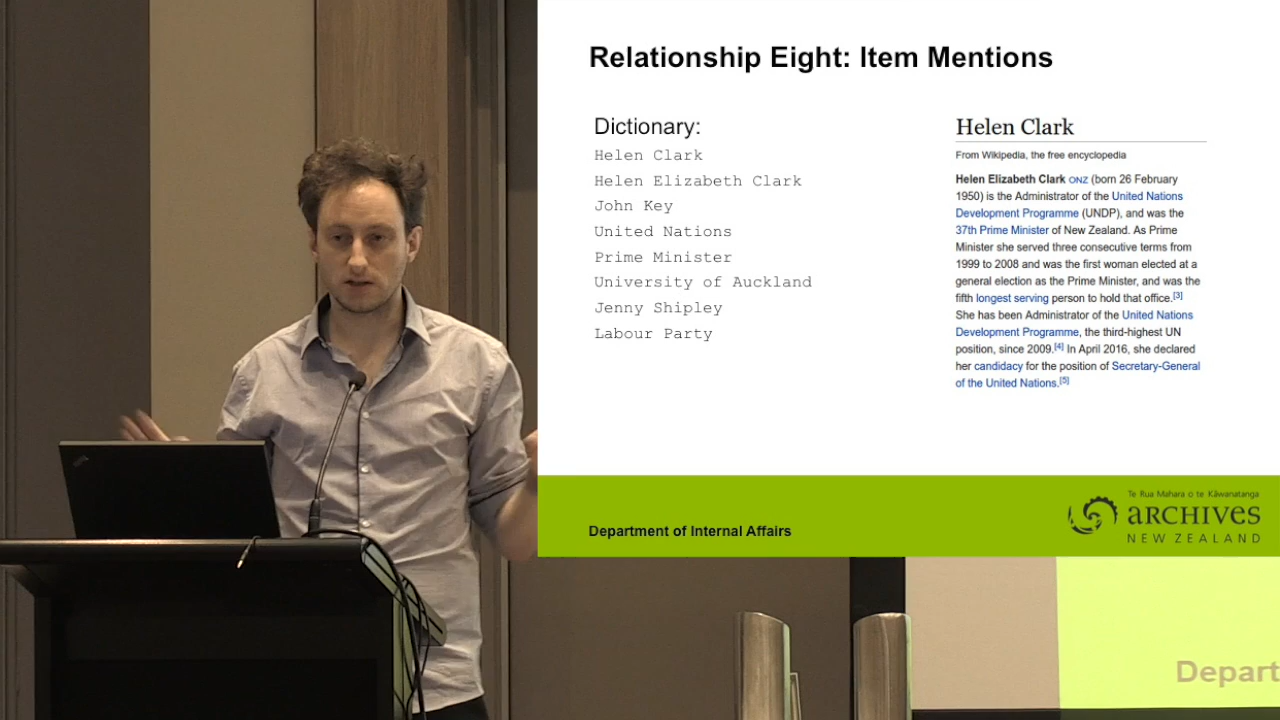 Relationship Eight: Item Mentions
Dictionary:
Helen Clark
Helen Elizabeth Clark
John Key
United Nations
Prime Minister
University of Auckland
Jenny Shipley
Labour Party
Helen Clark
From Wikipedia, the free encyclopedia
Helen Elizabeth Clark ONZ (born 26 February
1950) is the Administrator of the United Nations
Development Programme (UNDP), and was the
37th Prime Minister of New Zealand. As Prime
Minister she served three consecutive terms from
1999 to 2008 and was the first woman elected at a
general election as the Prime Minister, and was the
fifth longest serving person to hold that office.[3]
She has been Administrator of the United Nations
Development Programme, the third-highest UN
position, since 2009.[4] In April 2016, she declared
her candidacy for the position of Secretary-General
of the United Nations.[5]
Department of Internal Affairs
Te Rua Mahara o te Kāwanatanga
ARCHIVES
NEW ZEALAND
Depart